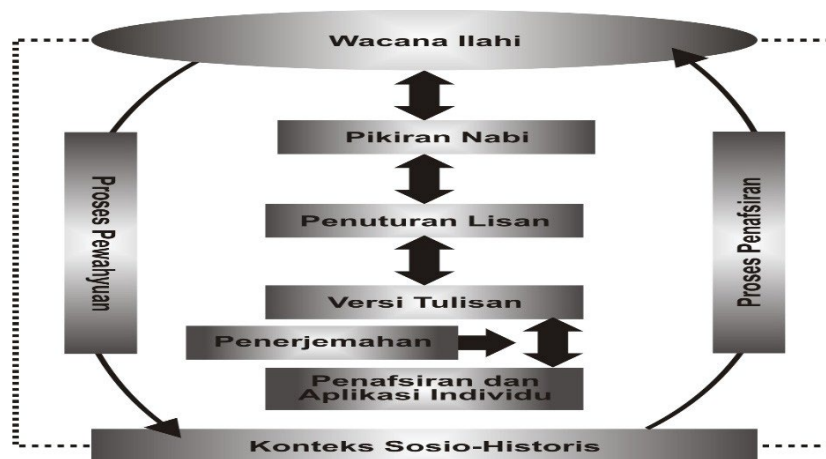 Wacana Ilahi
Pikiran Nabi
Proses Pewahyuan
Proses Penafsiran
Penuturan Lisan
Versi Tulisan
Penerjemahan
Penafsiran dan
Aplikasi Individu
Konteks Sosio-Historis